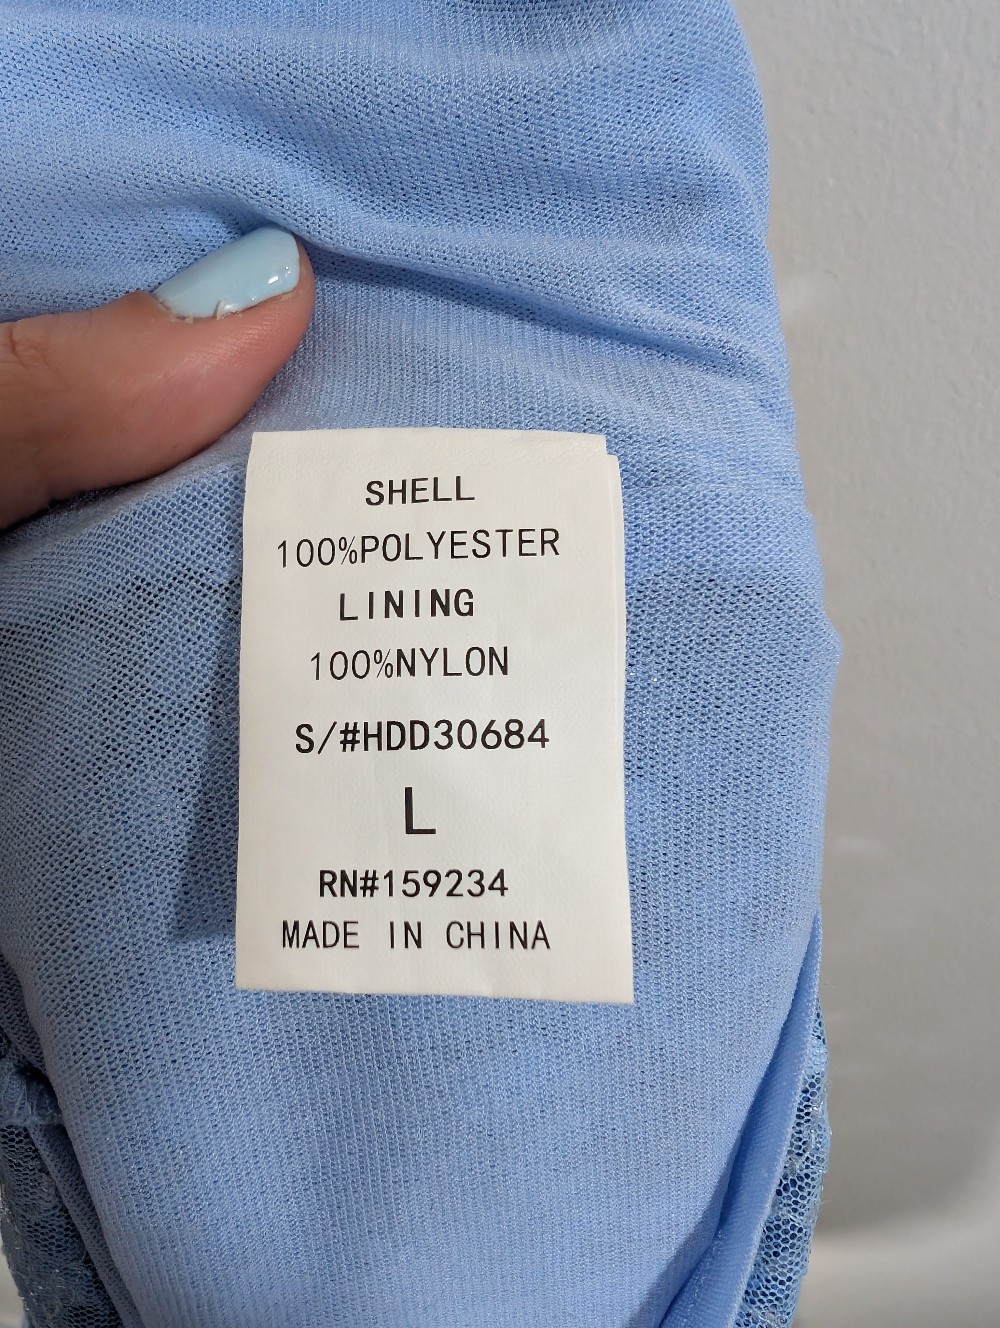 SHELL
100%POLYESTER
LINING
100%NYLON
S/#HDD30684
L
RN#159234
MADE IN CHINA